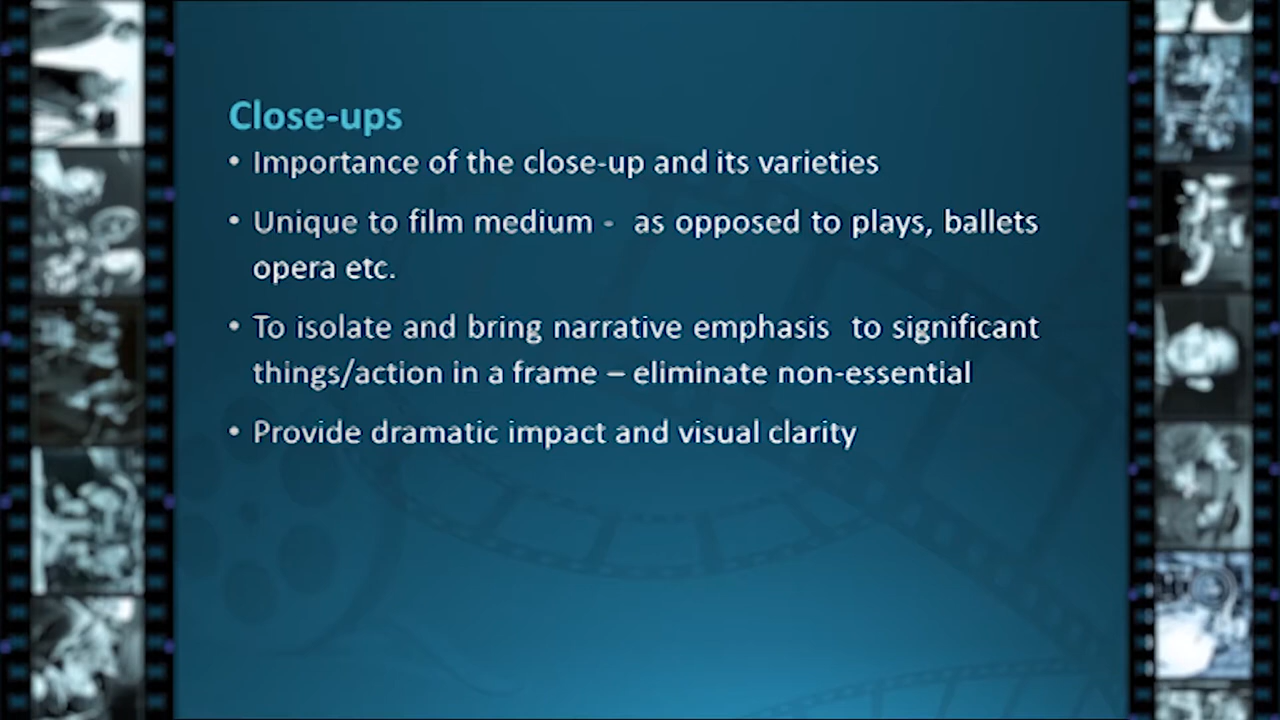 Close-ups
• Importance of the close-up and its varieties
• Unique to film medium - as opposed to plays, ballets
opera etc.
• To isolate and bring narrative emphasis to significant
things/action in a frame – eliminate non-essential
• Provide dramatic impact and visual clarity